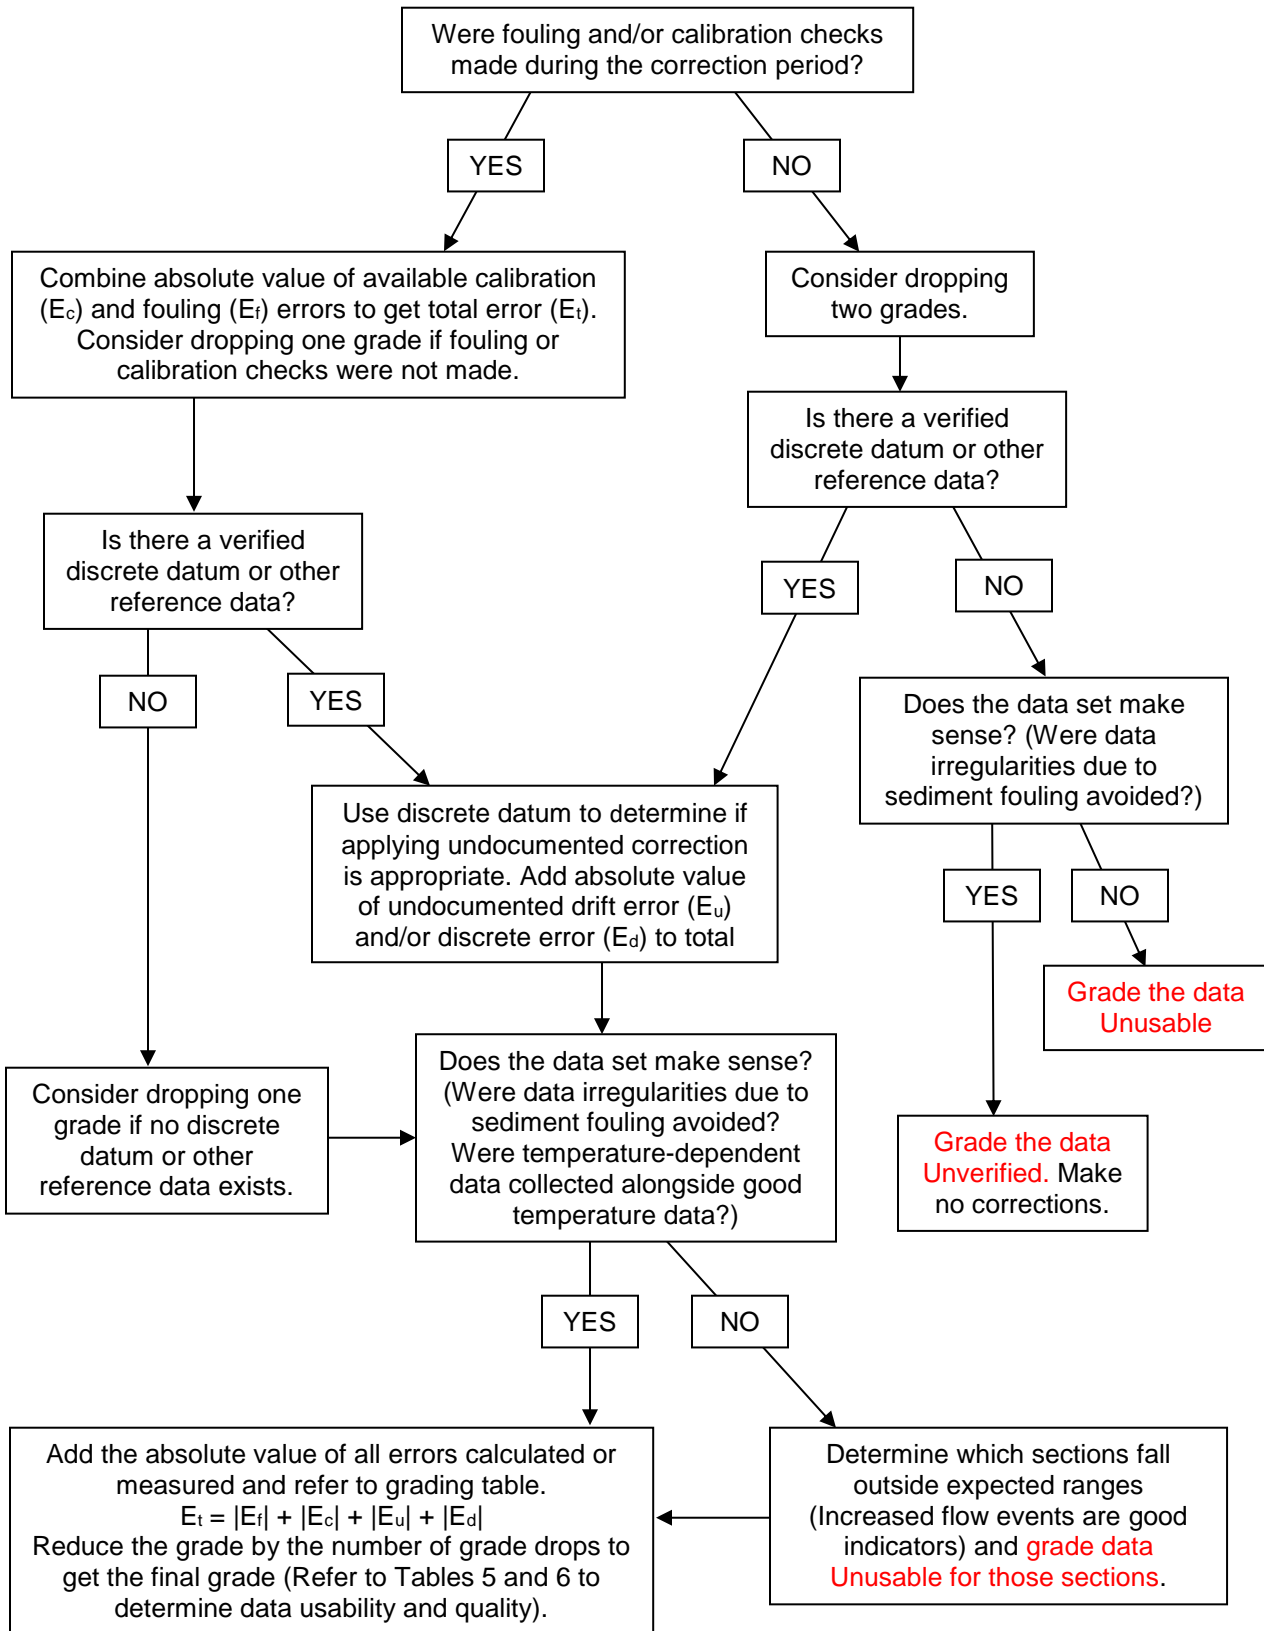 Were fouling and/or calibration checks
made during the correction period?
YES
NO
Combine absolute value of available calibration
(Ec) and fouling (Ef) errors to get total error (Et).
Consider dropping one grade if fouling or
calibration checks were not made.
Consider dropping
two grades.
Is there a verified
discrete datum or other
reference data?
Is there a verified
discrete datum or other
reference data?
YES
NO
NO
YES
Does the data set make
sense? (Were data
irregularities due to
sediment fouling avoided?)
Use discrete datum to determine if
applying undocumented correction
is appropriate. Add absolute value
of undocumented drift error (Eu)
and/or discrete error (Ed) to total
YES
NO
Grade the data
Unusable
Does the data set make sense?
(Were data irregularities due to
sediment fouling avoided?
Were temperature-dependent
data collected alongside good
temperature data?)
Consider dropping one
grade if no discrete
datum or other
reference data exists.
Grade the data
Unverified. Make
no corrections.
YES
NO
Add the absolute value of all errors calculated or
measured and refer to grading table.
Et = |Ef| + |Ec| + |Eu| + |Ed|
Reduce the grade by the number of grade drops to
get the final grade (Refer to Tables 5 and 6 to
determine data usability and quality).
Determine which sections fall
outside expected ranges
(Increased flow events are good
indicators) and grade data
Unusable for those sections.